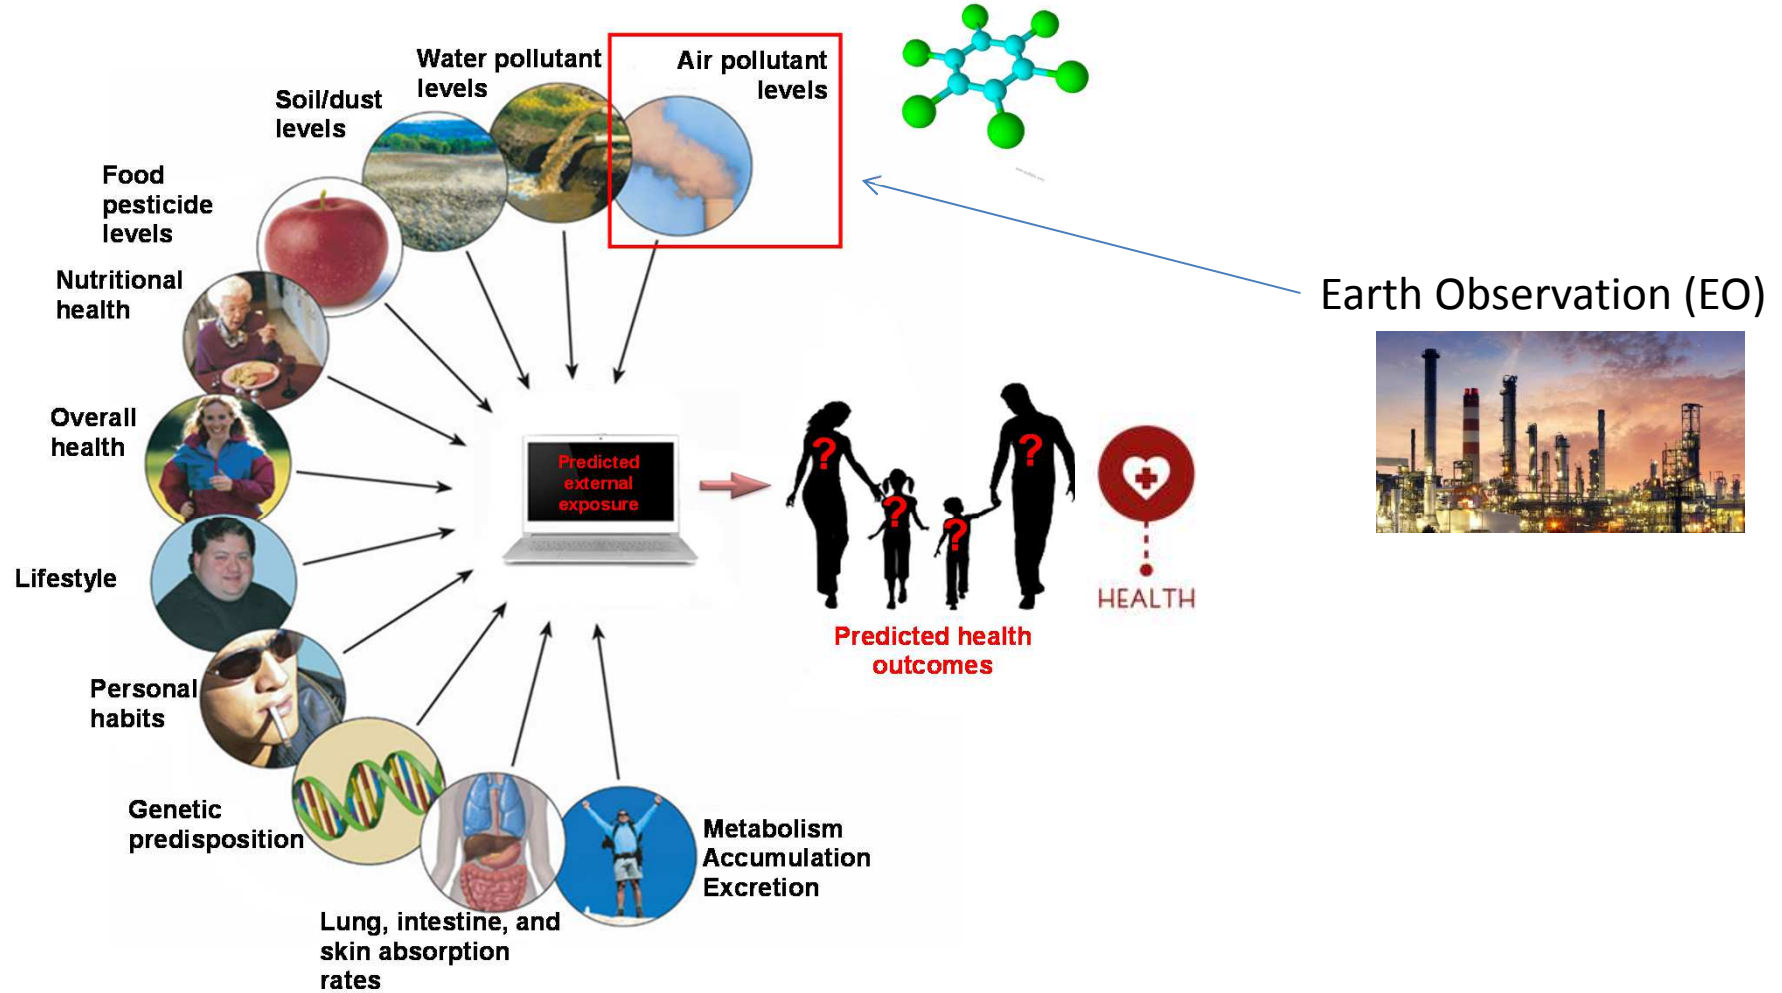 Water pollutant
levels
Air pollutant
levels
Soil/dust
levels
Food
pesticide
levels
Nutritional
health
Overall
health
Lifestyle
Personal
habits
Genetic
predisposition
Lung, intestine, and
skin absorption
rates
Metabolism
Accumulation
Excretion
Predicted
external
exposure
?
?
?
?
Predicted health
outcomes
HEALTH
Earth Observation (EO)